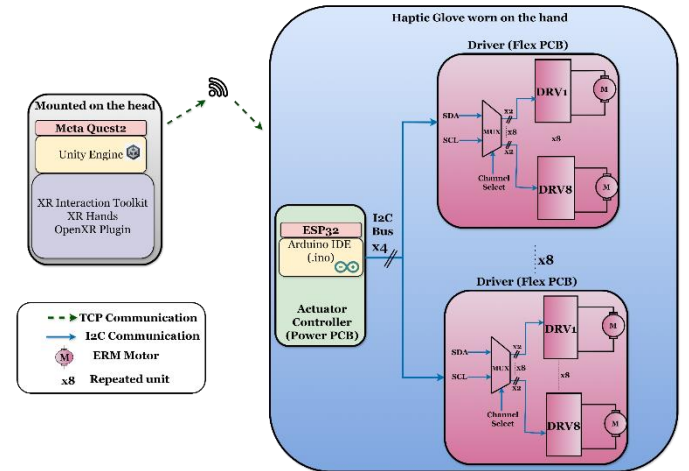 Haptic Glove worn on the hand
Mounted on the head
Meta Quest2
Unity Engine
XR Interaction Toolkit
XR Hands
OpenXR Plugin
TCP Communication
I2C Communication
M
ERM Motor
x8
Repeated unit
ESP32
Arduino IDE
(.ino)
Actuator
Controller
(Power PCB)
I2C
Bus
x4
Driver (Flex PCB)
SDA
SCL
MUX
x2
x8
x2
Channel
Select
DRV1
M
x8
DRV8
M
x8
Driver (Flex PCB)
SDA
SCL
MUX
x2
x8
x2
Channel
Select
DRV1
M
x8
DRV8
M